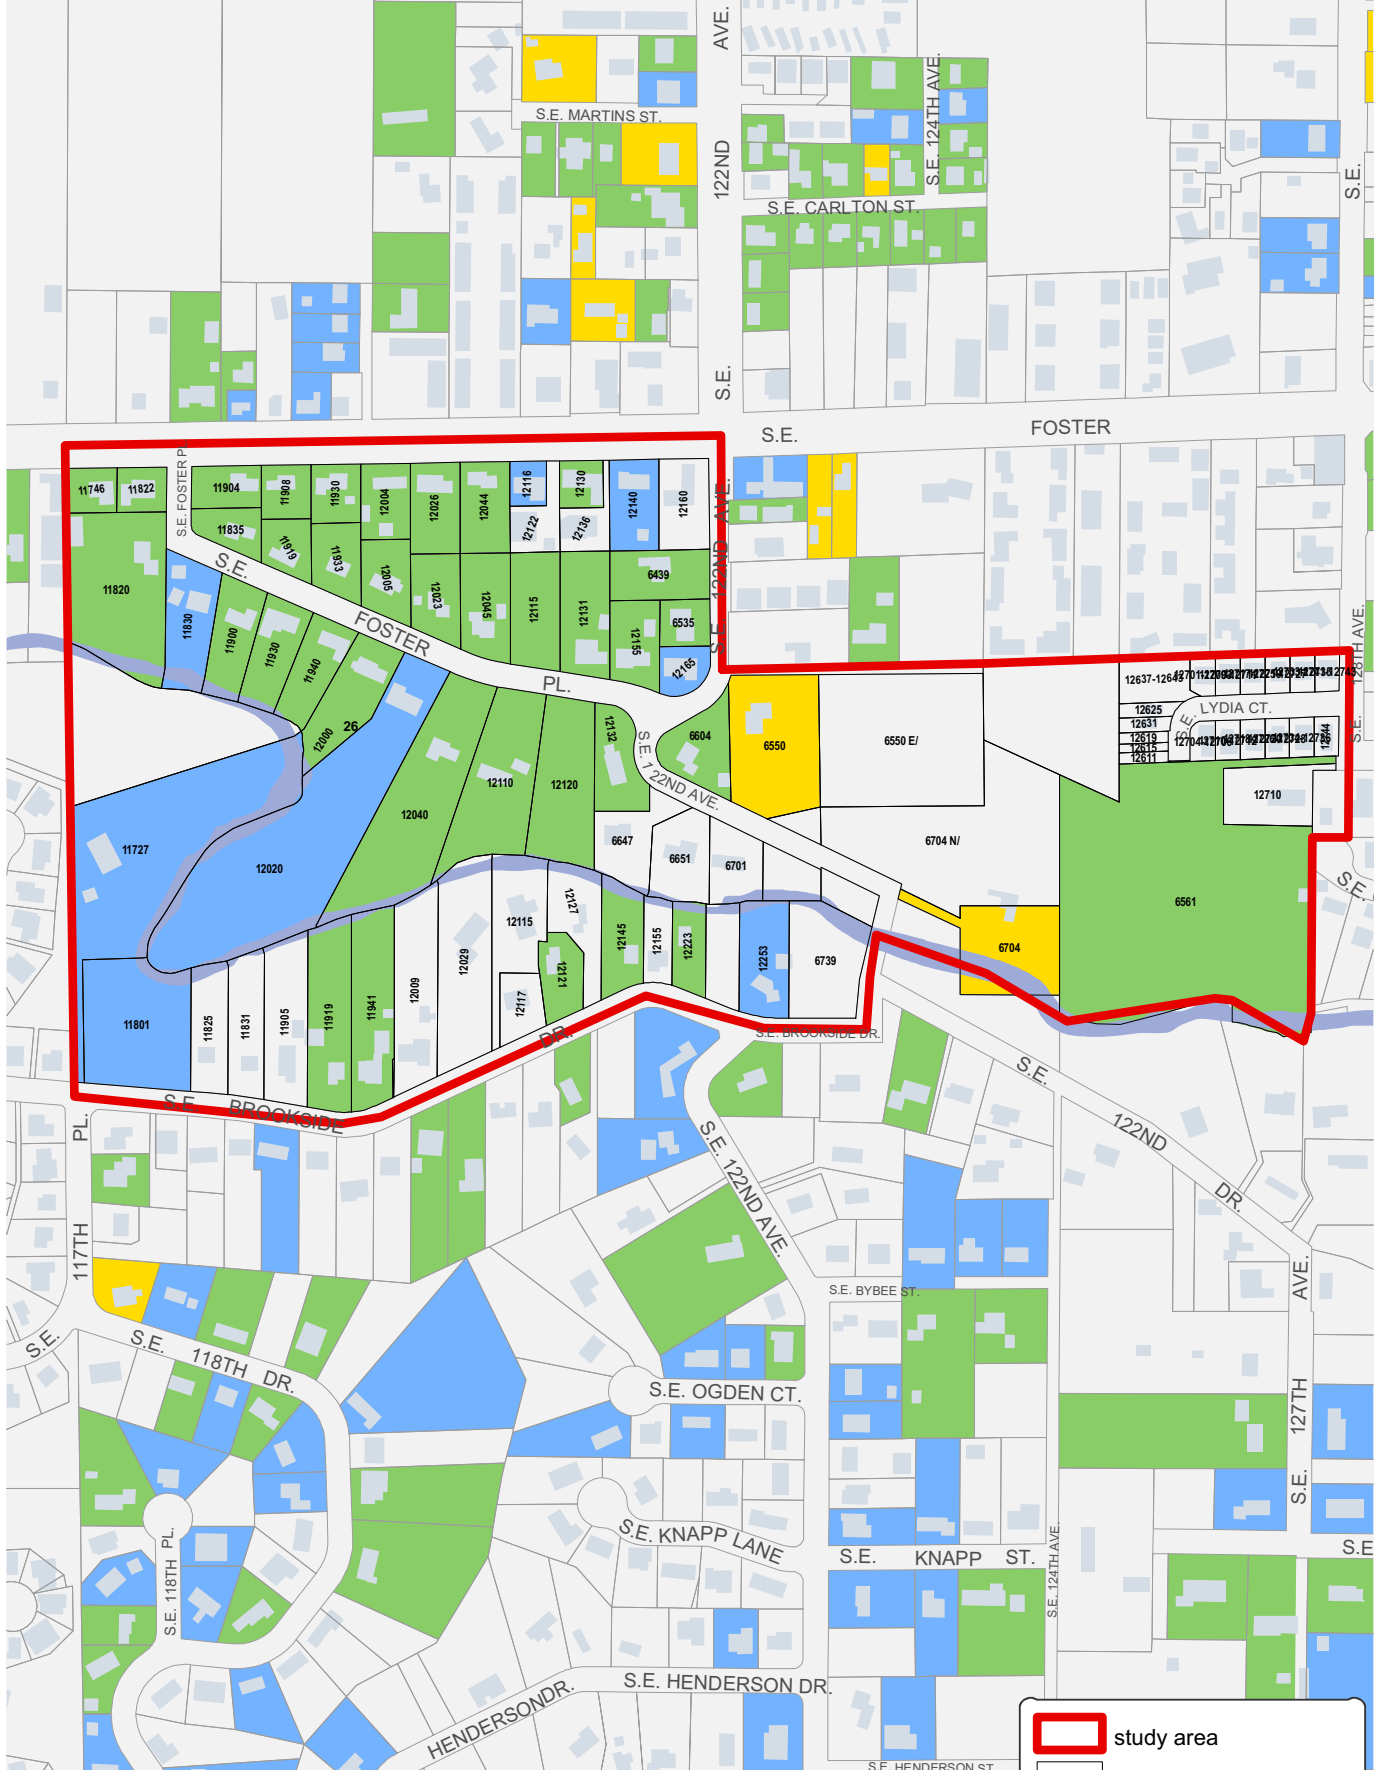 AVE.
122ND
S.E.
S.E. MARTINS ST.
S.E. 124TH AVE.
S.E. CARLTON ST.
S.E.
S.E.
FOSTER
S.E. FOSTER P
11746
11822
11904
11908
11930
12004
12026
12044
12116
12130
12140
12160
S.E. 122ND AVE.
11835
11919
11933
12005
12023
12045
12122
12136
12115
12131
6439
6535
12155
12165
11820
11830
S.E.
FOSTER
PL.
11900
11930
11940
12000
26
12132
6604
6550
6550 E/
S.E. 122ND AVE.
12637-12645
12625
12631
12619
12615
12611
S.E. LYDIA CT.
12710
S.E. 128TH AVE.
12040
12110
12120
6647
6651
6701
6704 N/
11727
12020
6561
S.E.
12115
12127
12029
12009
12117
12121
12145
12155
12223
12253
6739
6704
11801
11825
11831
11905
11919
11941
S.E. BROOKSIDE
DR.
S.E. BROOKSIDE DR.
S.E.
122ND
DR.
117TH
PL.
S.E.
S.E. 122ND AVE.
S.E. BYBEE ST.
S.E. 127TH AVE.
S.E. 118TH DR.
S.E. OGDEN CT.
S.E. KNAPP LANE
S.E. KNAPP ST.
S.E
S.E. 124TH AVE.
S.E. 118TH PL.
S.E. HENDERSON DR.
HENDERSON DR.
S.E. HENDERSON ST.
study area